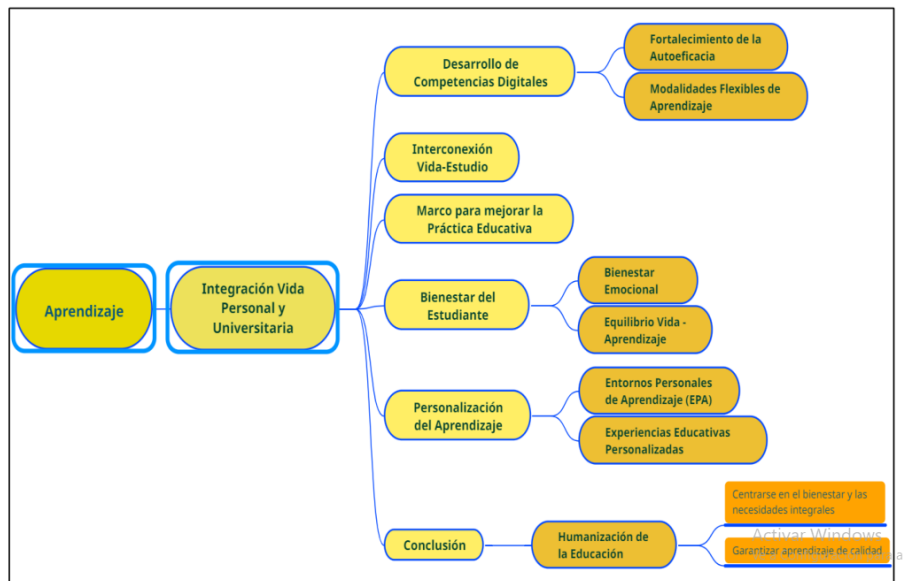 Aprendizaje
Integración Vida
Personal y
Universitaria
Desarrollo de
Competencias Digitales
Fortalecimiento de la
Autoeficacia
Modalidades Flexibles de
Aprendizaje
Interconexión
Vida-Estudio
Marco para mejorar la
Práctica Educativa
Bienestar del
Estudiante
Bienestar
Emocional
Equilibrio Vida -
Aprendizaje
Personalización
del Aprendizaje
Entornos Personales
de Aprendizaje (EPA)
Experiencias Educativas
Personalizadas
Conclusión
Humanización de
la Educación
Centrarse en el bienestar y las
necesidades integrales
Garantizar aprendizaje de calidad
Activar Windows